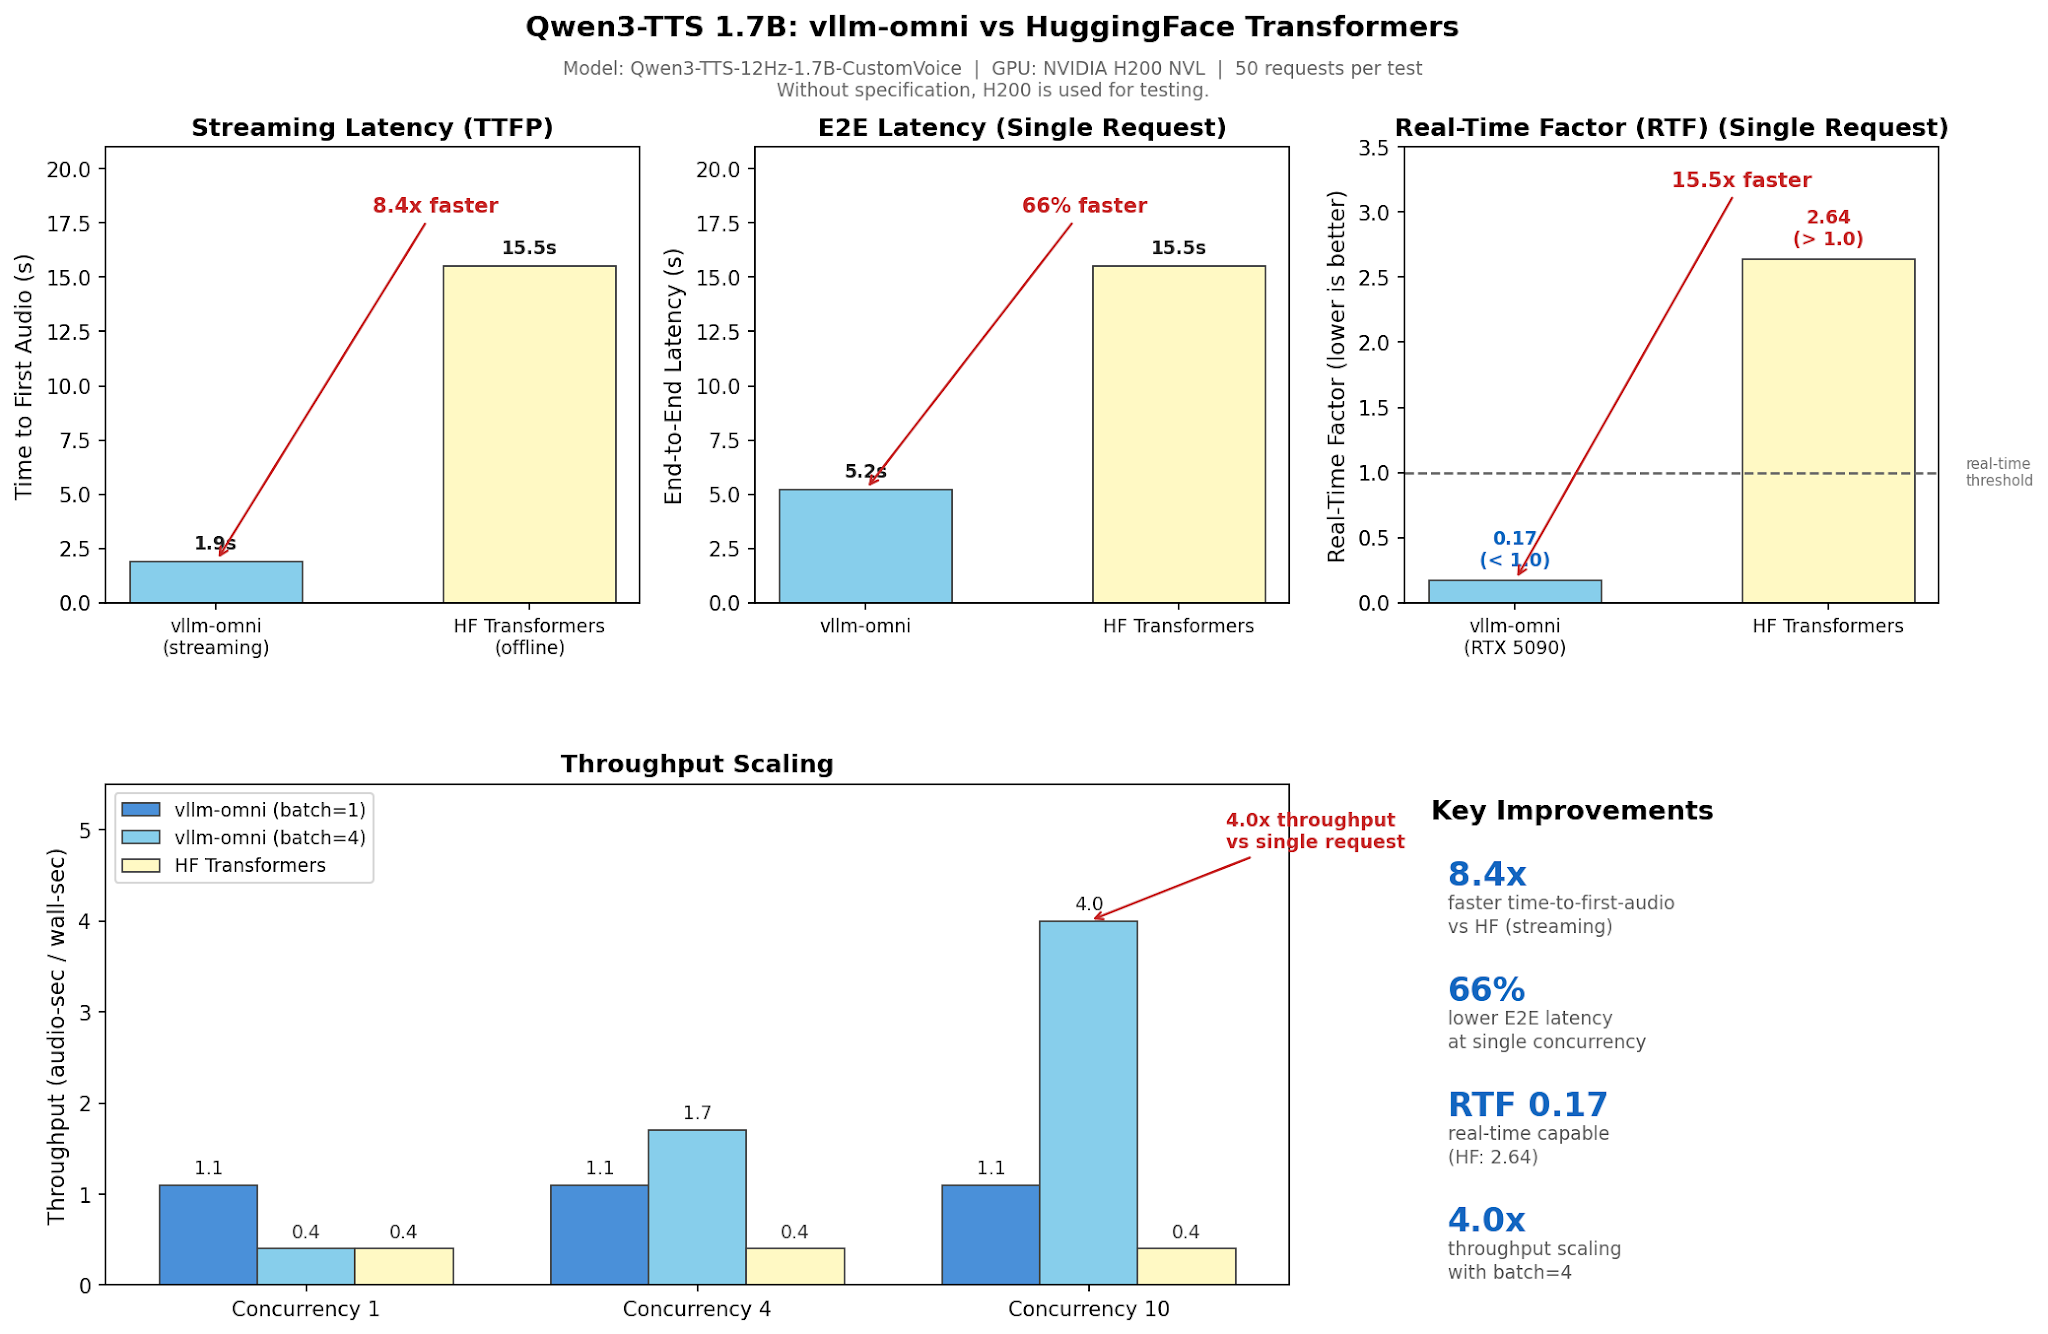 Qwen3-TTS 1.7B: vllm-omni vs HuggingFace Transformers
Model: Qwen3-TTS-12Hz-1.7B-CustomVoice | GPU: NVIDIA H200 NVL | 50 requests per test
Without specification, H200 is used for testing.
Streaming Latency (TTFP)
Time to First Audio (s)
20.0
17.5
15.0
12.5
10.0
7.5
5.0
2.5
0.0
8.4x faster
15.5s
1.9s
vllm-omni
(streaming)
HF Transformers
(offline)
E2E Latency (Single Request)
End-to-End Latency (s)
20.0
17.5
15.0
12.5
10.0
7.5
5.0
2.5
0.0
66% faster
15.5s
5.2s
vllm-omni
HF Transformers
Real-Time Factor (RTF) (Single Request)
Real-Time Factor (lower is better)
3.5
3.0
2.5
2.0
1.5
1.0
0.5
0.0
15.5x faster
2.64
(> 1.0)
real-time
threshold
0.17
(< 1.0)
vllm-omni
(RTX 5090)
HF Transformers
Throughput Scaling
Throughput (audio-sec / wall-sec)
5
4
3
2
1
0
vllm-omni (batch=1)
vllm-omni (batch=4)
HF Transformers
4.0x throughput
vs single request
1.1
0.4
0.4
1.1
1.7
0.4
1.1
4.0
0.4
Concurrency 1
Concurrency 4
Concurrency 10
Key Improvements
8.4x
faster time-to-first-audio
vs HF (streaming)
66%
lower E2E latency
at single concurrency
RTF 0.17
real-time capable
(HF: 2.64)
4.0x
throughput scaling
with batch=4